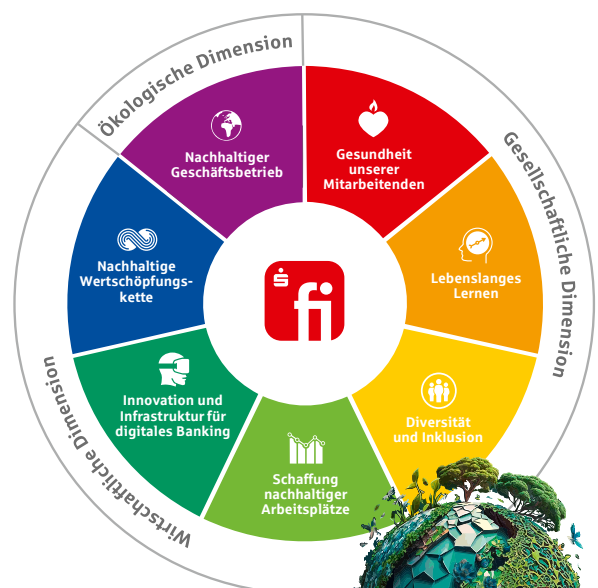 Ökologische Dimension
Gesellschaftliche Dimension
Wirtschaftliche Dimension
Nachhaltiger
Geschäftsbetrieb
Gesundheit
unserer
Mitarbeitenden
Lebenslanges
Lernen
Diversität
und Inklusion
Schaffung
nachhaltiger
Arbeitsplätze
Innovation und
Infrastruktur für
digitales Banking
Nachhaltige
Wertschöpfungs-
kette
fi